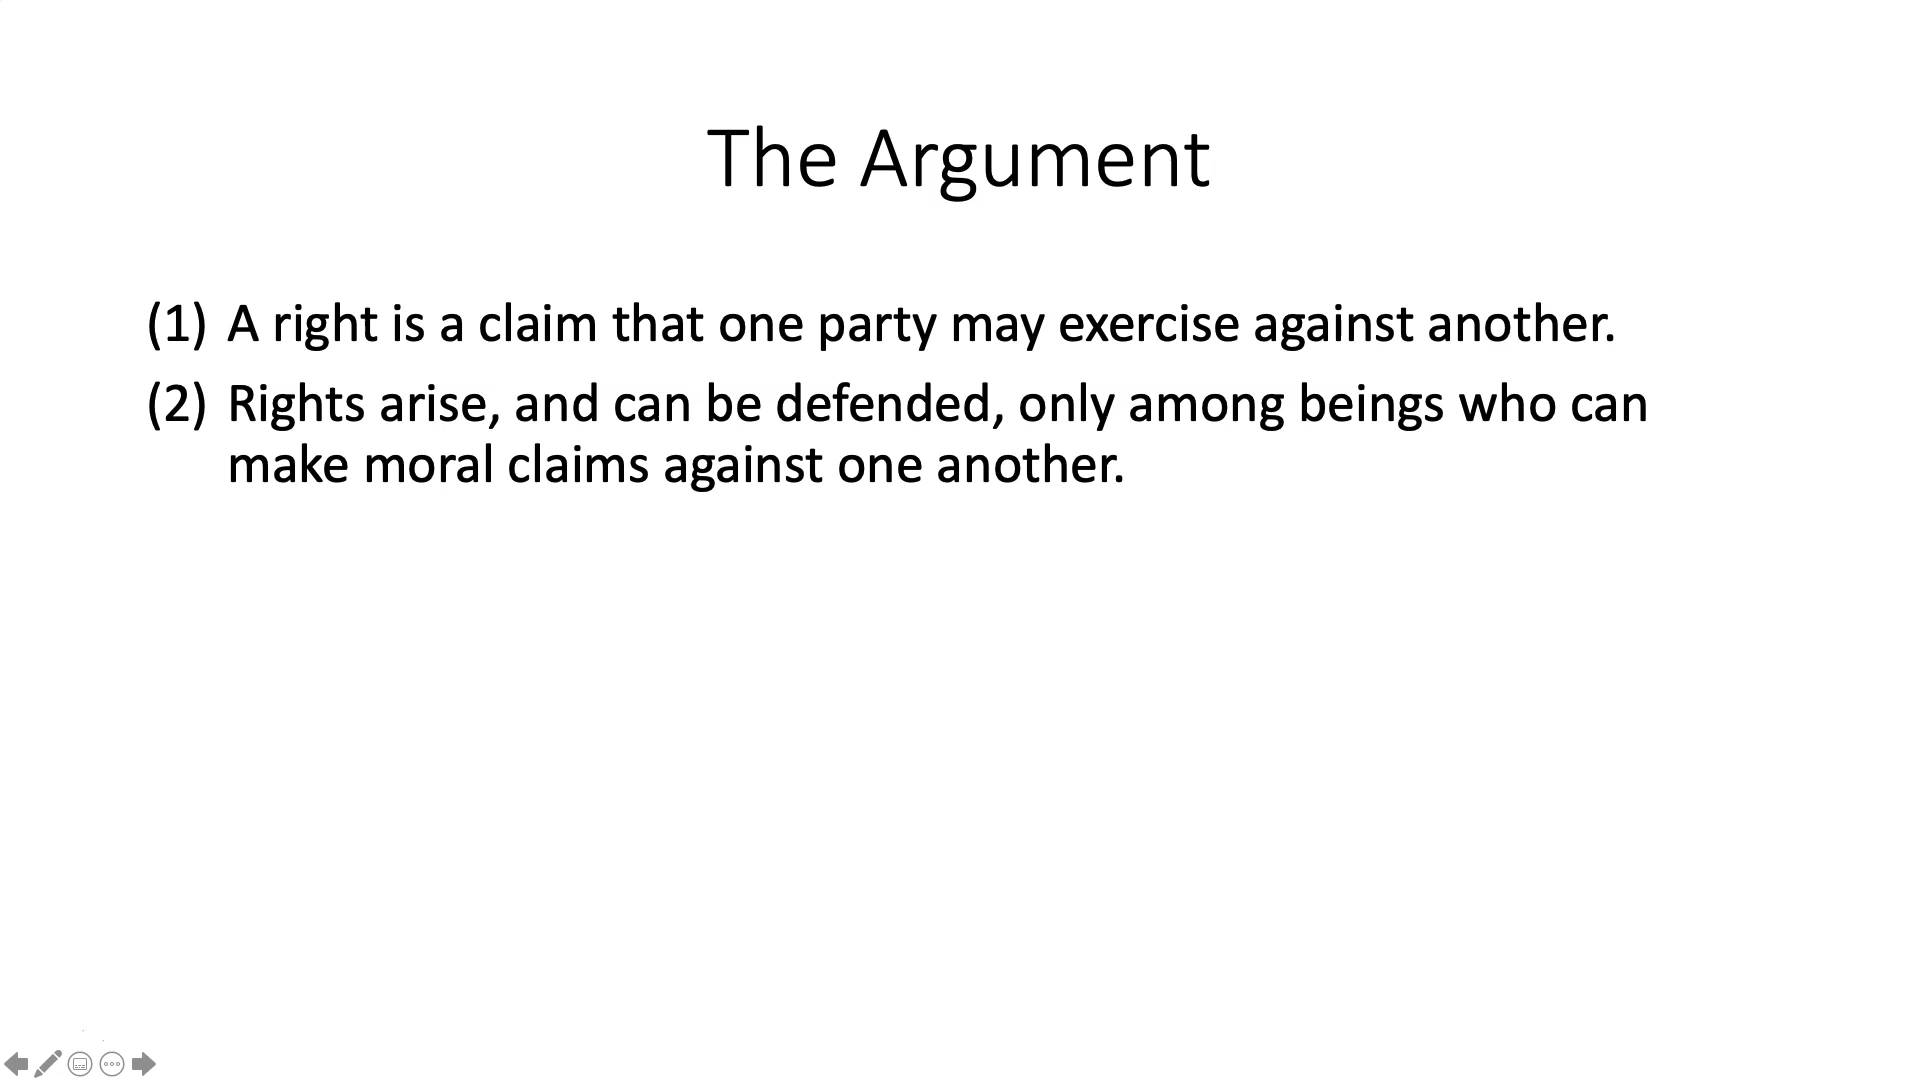 The Argument
(1) A right is a claim that one party may exercise against another.
(2) Rights arise, and can be defended, only among beings who can
make moral claims against one another.